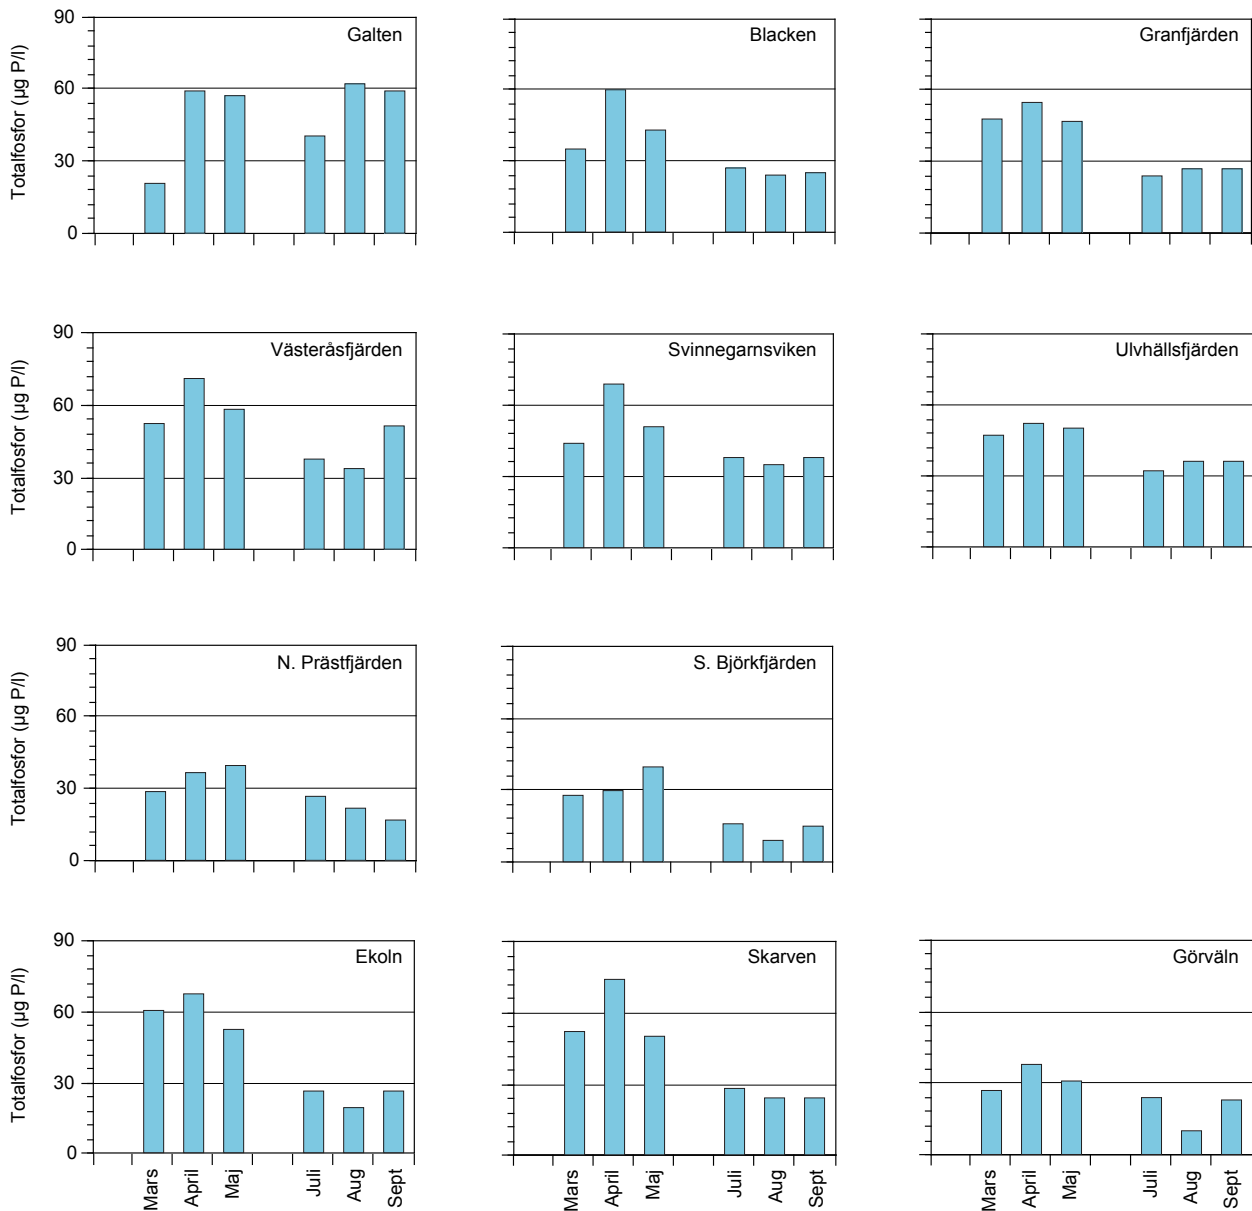 90
60
30
0
Totalfosfor (µg P/l)
Galten
Blacken
Granfjärden
90
60
30
0
Totalfosfor (µg P/l)
Västeråsfjärden
Svinnegarnsviken
Ulvhällsfjärden
90
60
30
0
Totalfosfor (µg P/l)
N. Prästfjärden
S. Björkfjärden
90
60
30
0
Totalfosfor (µg P/l)
Ekoln
Skarven
Görväln
Mars
April
Maj
Juli
Aug
Sept
Mars
April
Maj
Juli
Aug
Sept
Mars
April
Maj
Juli
Aug
Sept